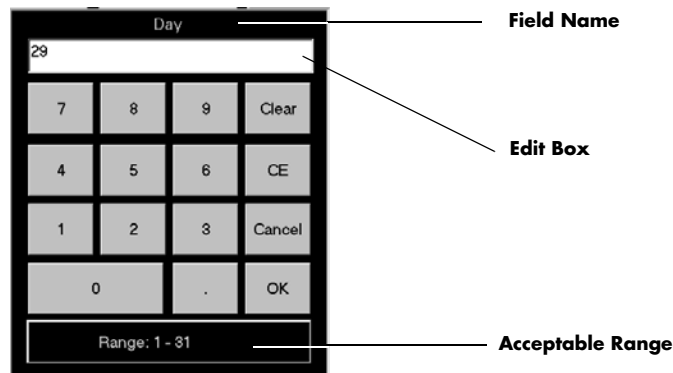 Day
Field Name
29
7 8 9 Clear
Edit Box
4 5 6 CE
1 2 3 Cancel
0 . OK
Range: 1 - 31
Acceptable Range